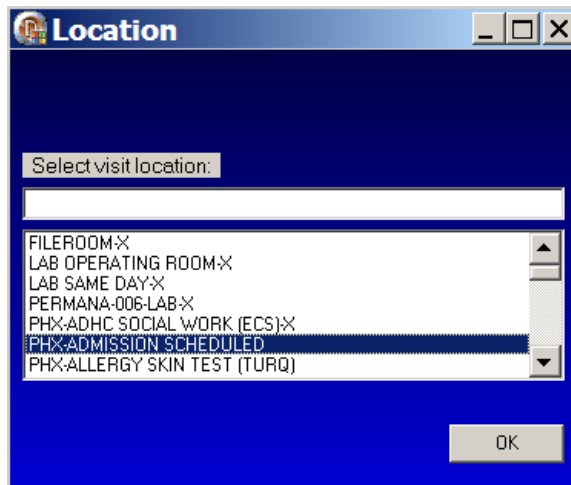 Location
Select visit location:
FILEROOM-X
LAB OPERATING ROOM-X
LAB SAME DAY-X
PERMANA-006-LAB-X
PHX-ADHC SOCIAL WORK (ECS)-X
PHX-ADMISSION SCHEDULED
PHX-ALLERGY SKIN TEST (TURQ)
OK